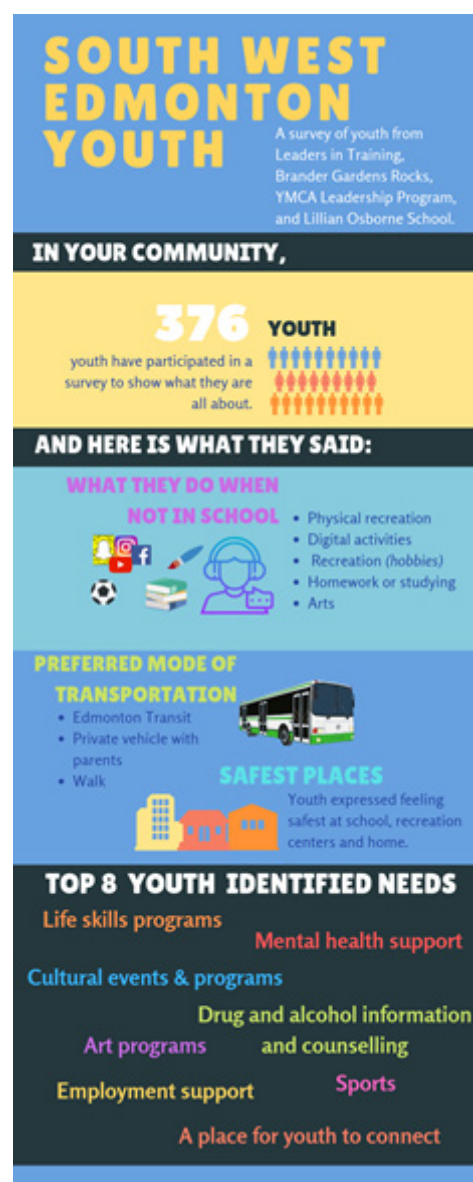 SOUTH WEST
EDMONTON
YOUTH
A survey of youth from
Leaders in Training,
Brander Gardens Rocks,
YMCA Leadership Program,
and Lillian Osborne School.
IN YOUR COMMUNITY,
376 YOUTH
youth have participated in a
survey to show what they are
all about.
AND HERE IS WHAT THEY SAID:
WHAT THEY DO WHEN
NOT IN SCHOOL
• Physical recreation
• Digital activities
• Recreation (hobbies)
• Homework or studying
• Arts
PREFERRED MODE OF
TRANSPORTATION
• Edmonton Transit
• Private vehicle with
parents
• Walk
SAFEST PLACES
Youth expressed feeling
safest at school, recreation
centers and home.
TOP 8 YOUTH IDENTIFIED NEEDS
Life skills programs
Mental health support
Cultural events & programs
Drug and alcohol information
and counselling
Art programs
Employment support
Sports
A place for youth to connect